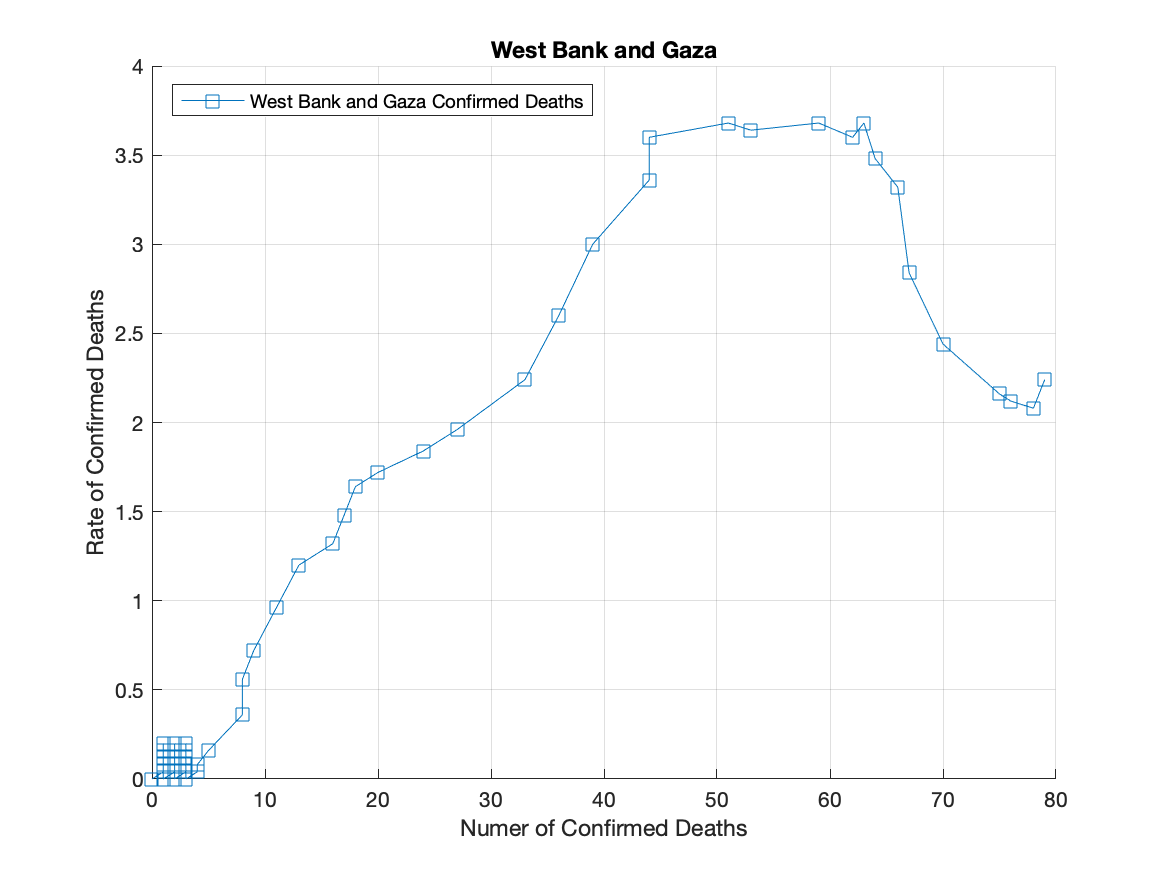 West Bank and Gaza
West Bank and Gaza Confirmed Deaths
Rate of Confirmed Deaths
4
3.5
3
2.5
2
1.5
1
0.5
0
0 10 20 30 40 50 60 70 80
Numer of Confirmed Deaths